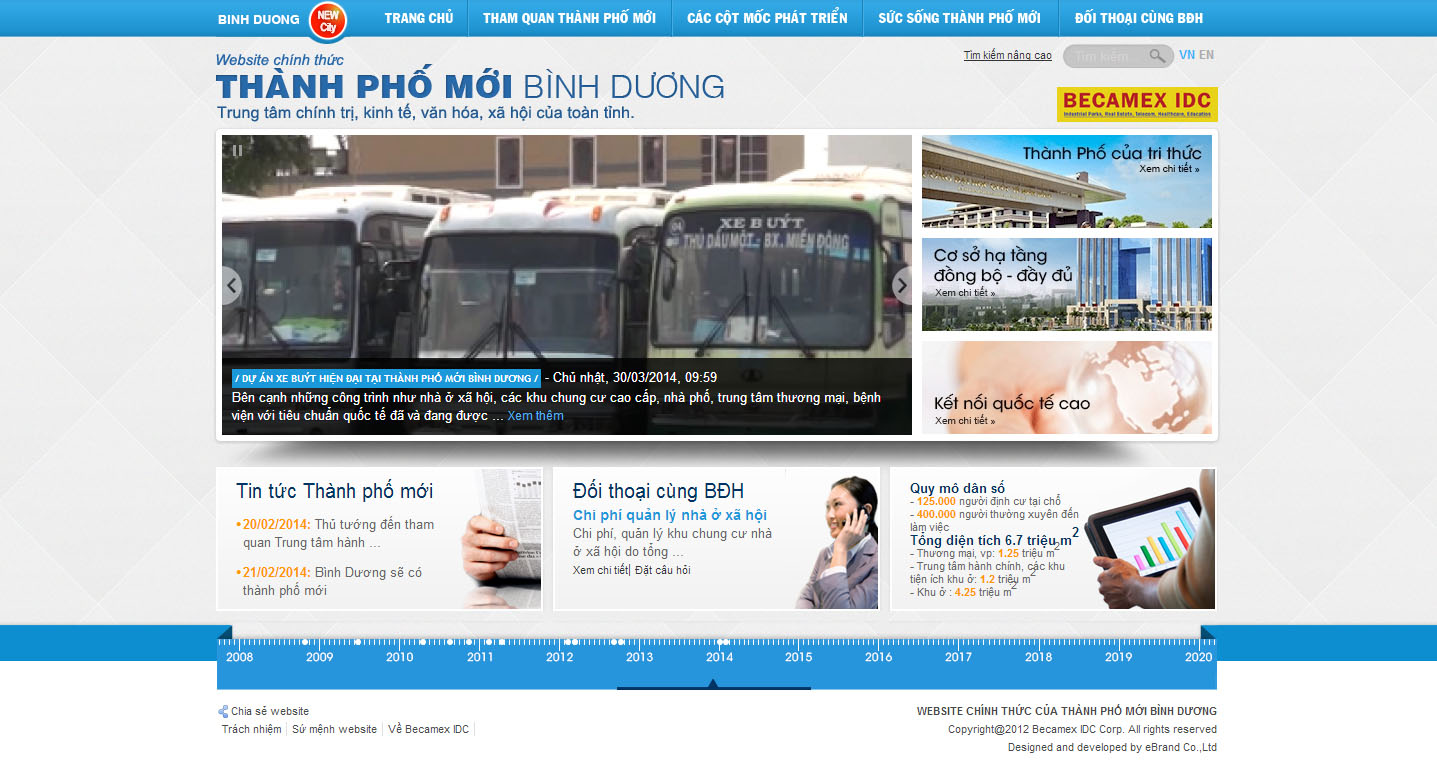 BINH DUONG
NEW
City
TRANG CHỦ
THAM QUAN THÀNH PHỐ MỚI
CÁC CỘT MỐC PHÁT TRIỂN
SỨC SỐNG THÀNH PHỐ MỚI
ĐỐI THOẠI CÙNG BĐH
Website chính thức
Tìm kiếm nâng cao
Tìm kiếm...
VN EN
THÀNH PHỐ MỚI BÌNH DƯƠNG
Trung tâm chính trị, kinh tế, văn hóa, xã hội của toàn tỉnh.
BECAMEX IDC
Industrial Parks, Real Estate, Telecom, Healthcare, Education
04
XE BUÝT
THỦ DẦU MỘT - BX. MIỀN ĐÔNG
/ DỰ ÁN XE BUÝT HIỆN ĐẠI TẠI THÀNH PHỐ MỚI BÌNH DƯƠNG / - Chủ nhật, 30/03/2014, 09:59
Bên cạnh những công trình như nhà ở xã hội, các khu chung cư cao cấp, nhà phố, trung tâm thương mại, bệnh
viện với tiêu chuẩn quốc tế đã và đang được ... Xem thêm
Thành Phố của tri thức
Xem chi tiết »
Cơ sở hạ tầng
đồng bộ - đầy đủ
Xem chi tiết »
Kết nối quốc tế cao
Xem chi tiết »
Tin tức Thành phố mới
•20/02/2014: Thủ tướng đến tham
quan Trung tâm hành ...
•21/02/2014: Bình Dương sẽ có
thành phố mới
Đối thoại cùng BĐH
Chi phí quản lý nhà ở xã hội
Chi phí, quản lý khu chung cư nhà
ở xã hội do tổng ...
Xem chi tiết| Đặt câu hỏi
Quy mô dân số
- 125.000 người định cư tại chổ
- 400.000 người thường xuyên đến
làm việc
Tổng diện tích 6.7 triệu m2
- Thương mại, vp: 1.25 triệu m2
- Trung tâm hành chính, các khu
tiện ích khu ở: 1.2 triệu m2
- Khu ở : 4.25 triệu m2
2008 2009 2010 2011 2012 2013 2014 2015 2016 2017 2018 2019 2020
Chia sẻ website
Trách nhiệm
Sứ mệnh website
Về Becamex IDC
WEBSITE CHÍNH THỨC CỦA THÀNH PHỐ MỚI BÌNH DƯƠNG
Copyright@2012 Becamex IDC Corp. All rights reserved
Designed and developed by eBrand Co.,Ltd